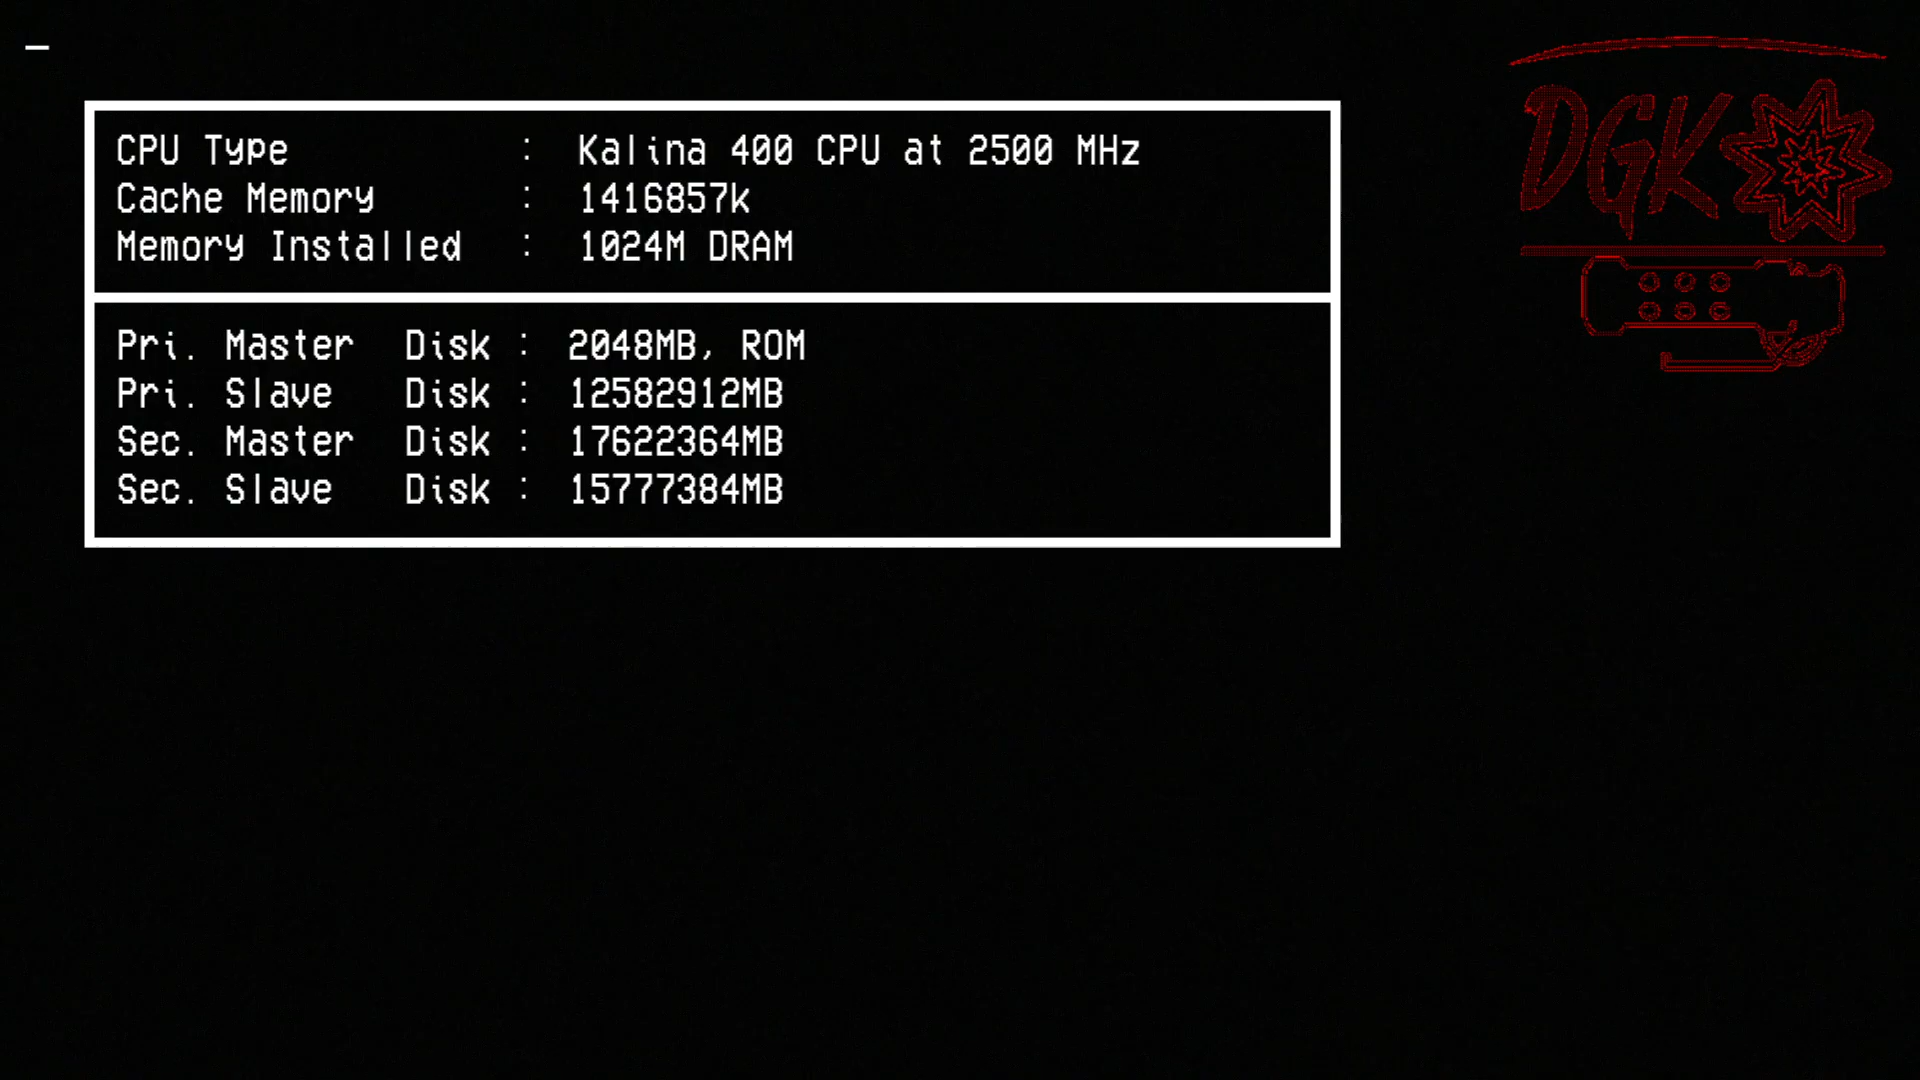 DGK
CPU Type : Kalina 400 CPU at 2500 MHz
Cache Memory : 1416857k
Memory Installed : 1024M DRAM
Pri. Master Disk : 2048MB, ROM
Pri. Slave Disk : 12582912MB
Sec. Master Disk : 17622364MB
Sec. Slave Disk : 15777384MB